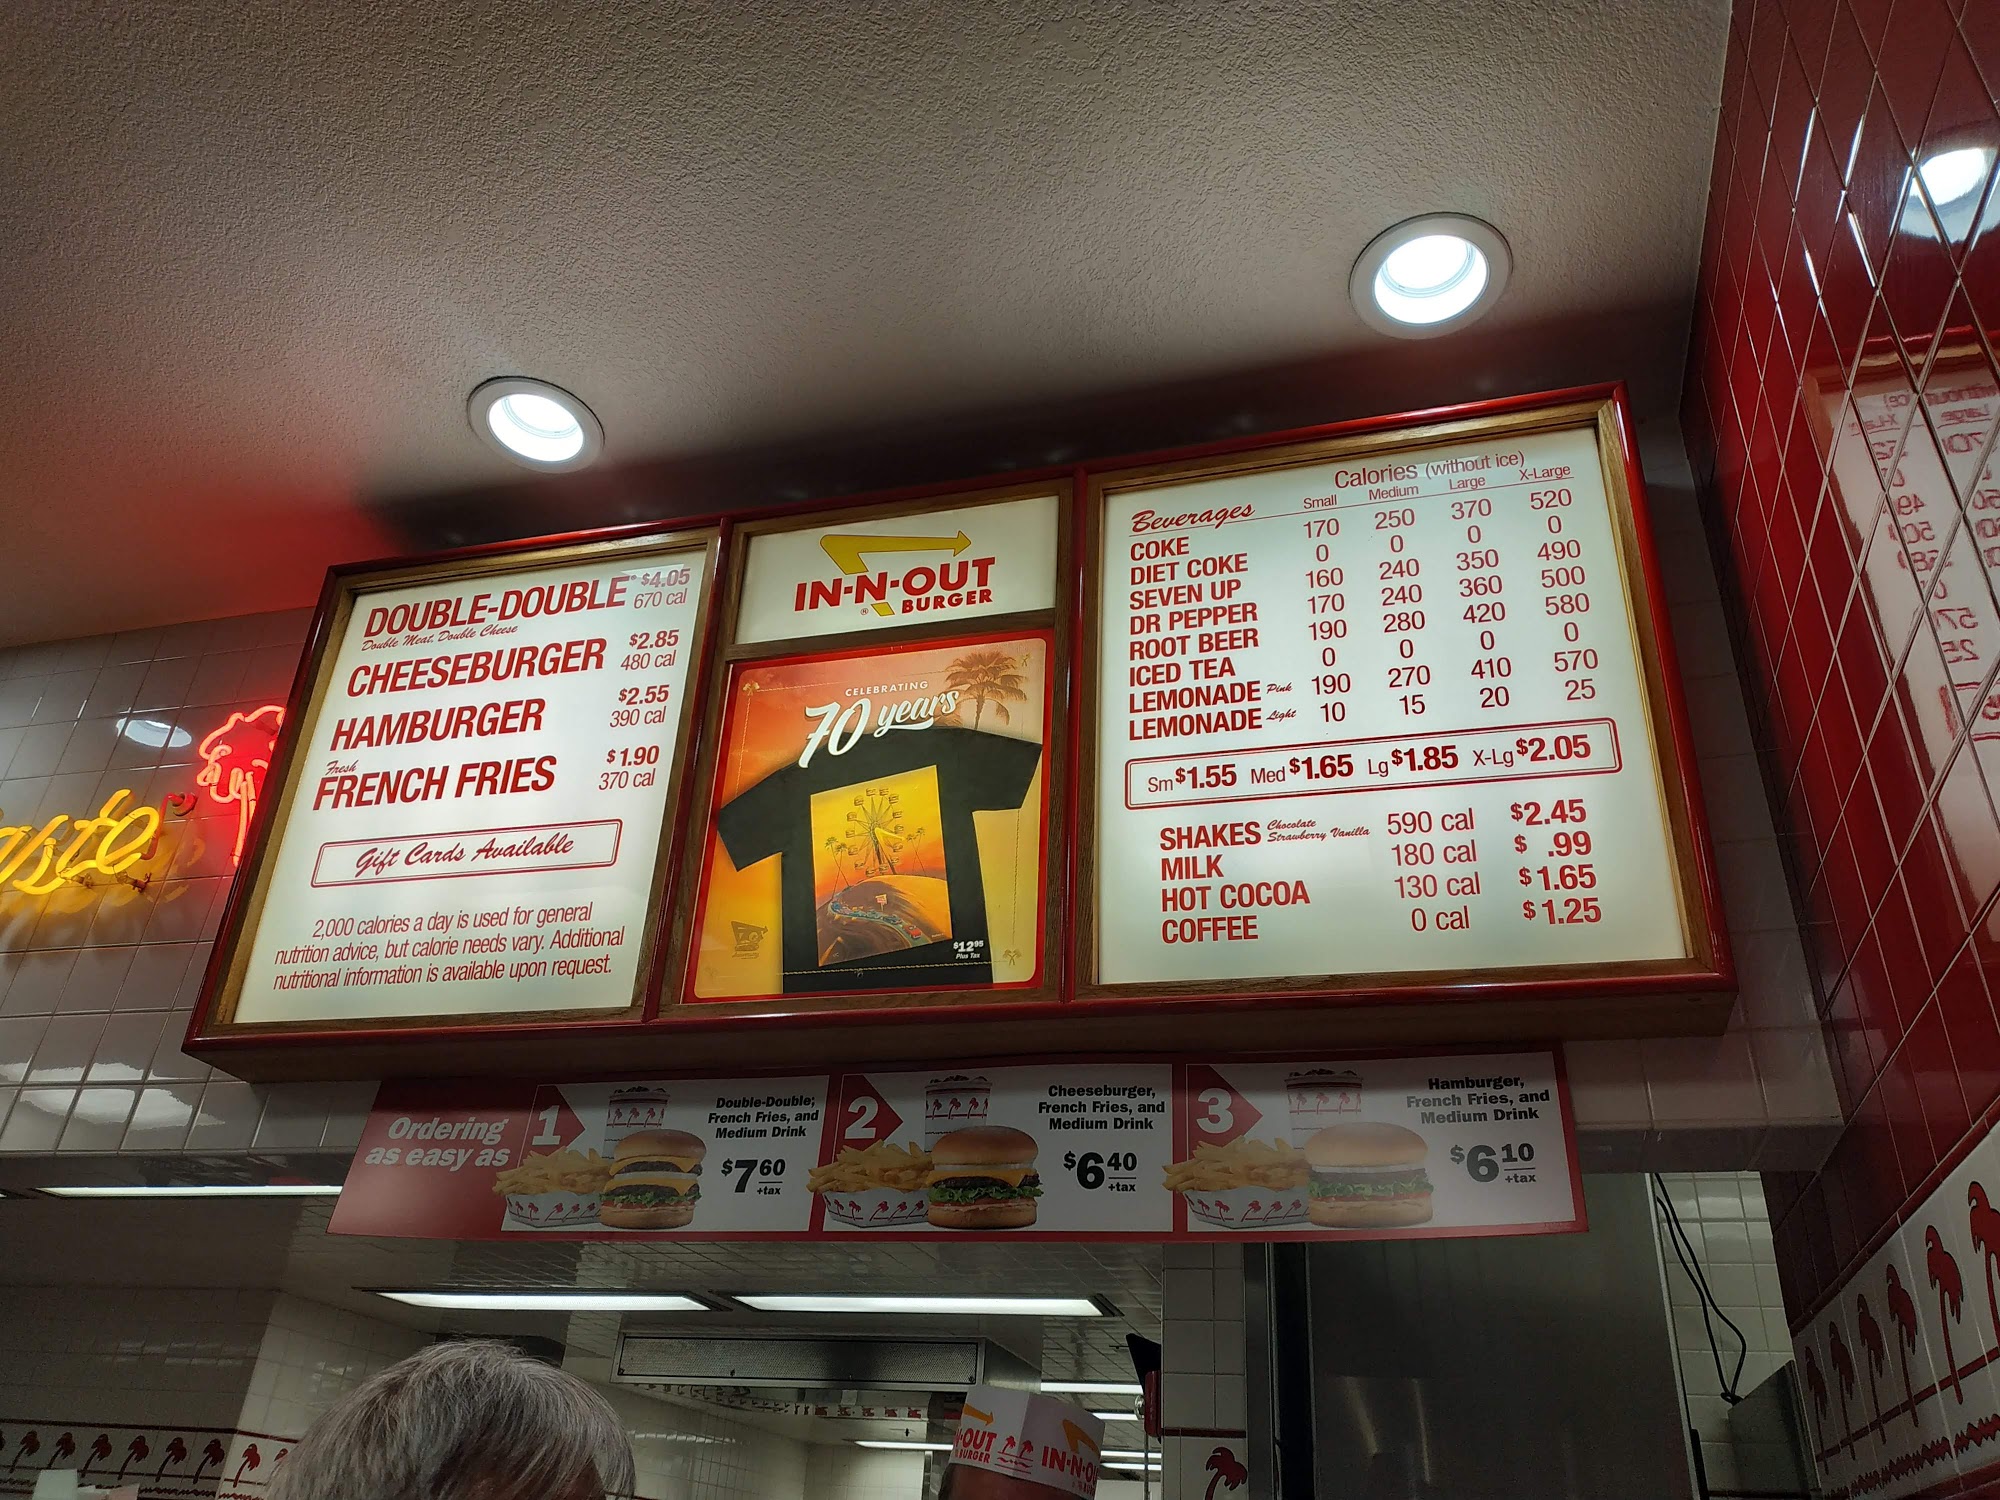 DOUBLE-DOUBLE® $4.05
Double Meat, Double Cheese 670 cal
CHEESEBURGER $2.85
480 cal
HAMBURGER $2.55
390 cal
Fresh
FRENCH FRIES $1.90
370 cal
Gift Cards Available
2,000 calories a day is used for general
nutrition advice, but calorie needs vary. Additional
nutritional information is available upon request.
IN-N-OUT
® BURGER
CELEBRATING
70 years
$12.95
Plus Tax
Calories (without ice)
Beverages Small Medium Large X-Large
COKE 170 250 370 520
DIET COKE 0 0 0 0
SEVEN UP 160 240 350 490
DR PEPPER 170 240 360 500
ROOT BEER 190 280 420 580
ICED TEA 0 0 0 0
LEMONADE Pink 190 270 410 570
LEMONADE Light 10 15 20 25
Sm $1.55 Med $1.65 Lg $1.85 X-Lg $2.05
SHAKES Chocolate Strawberry Vanilla 590 cal $2.45
MILK 180 cal $ .99
HOT COCOA 130 cal $1.65
COFFEE 0 cal $1.25
Ordering
as easy as
1
Double-Double,
French Fries, and
Medium Drink
$7.60
+tax
2
Cheeseburger,
French Fries, and
Medium Drink
$6.40
+tax
3
Hamburger,
French Fries, and
Medium Drink
$6.10
+tax
N-OUT
BURGER
IN-N-O